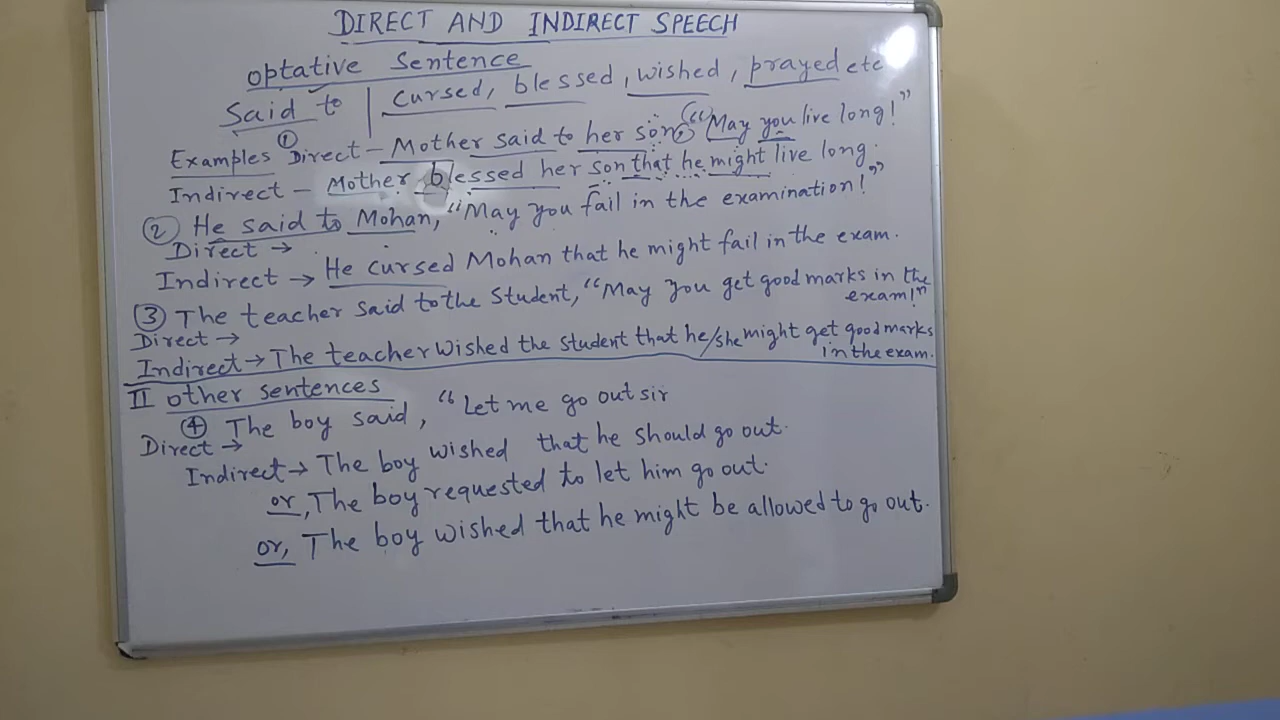 DIRECT AND INDIRECT SPEECH
optative sentence
Said to | cursed, blessed, wished, prayed etc
Examples ① Direct - Mother said to her son, "May you live long!"
Indirect - Mother blessed her son that he might live long.
② He said to Mohan, "May you fail in the examination!"
Direct →
Indirect → He cursed Mohan that he might fail in the exam.
③ The teacher said to the Student, "May you get good marks in the
exam!"
Direct →
Indirect → The teacher wished the student that he/she might get good marks
in the exam.
II other sentences
④ The boy said, "Let me go out sir
Direct →
Indirect → The boy wished that he should go out.
or, The boy requested to let him go out.
or, The boy wished that he might be allowed to go out.